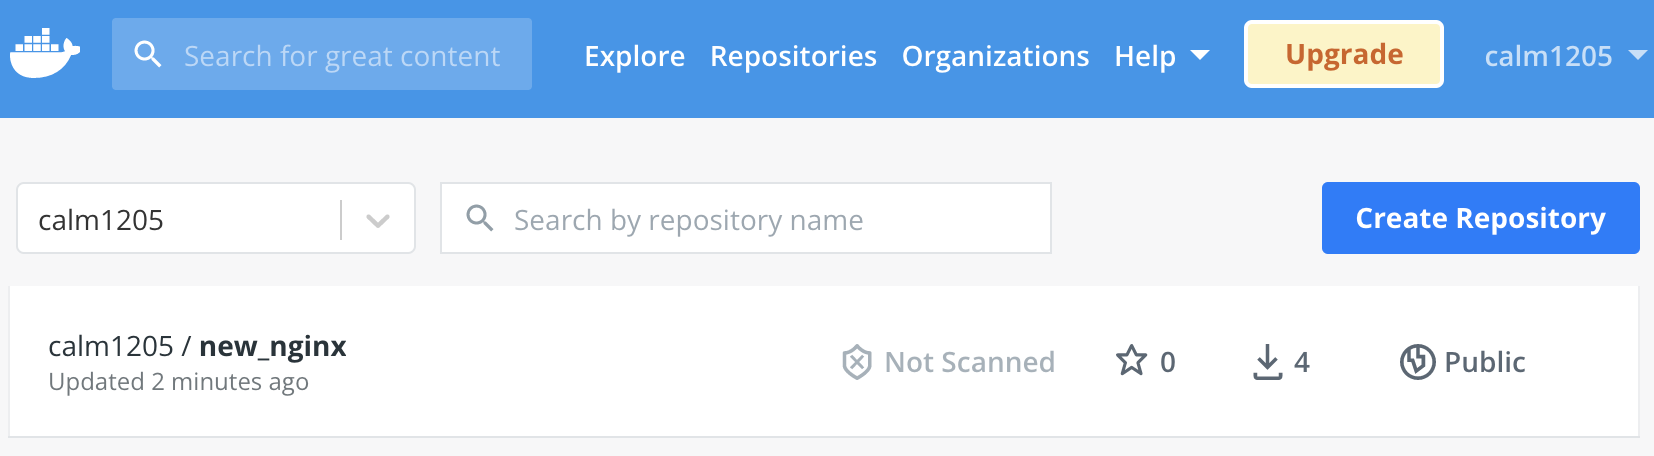 Search for great content Explore Repositories Organizations Help Upgrade calm1205
calm1205 Search by repository name Create Repository
calm1205 / new_nginx Not Scanned 0 4 Public
Updated 2 minutes ago